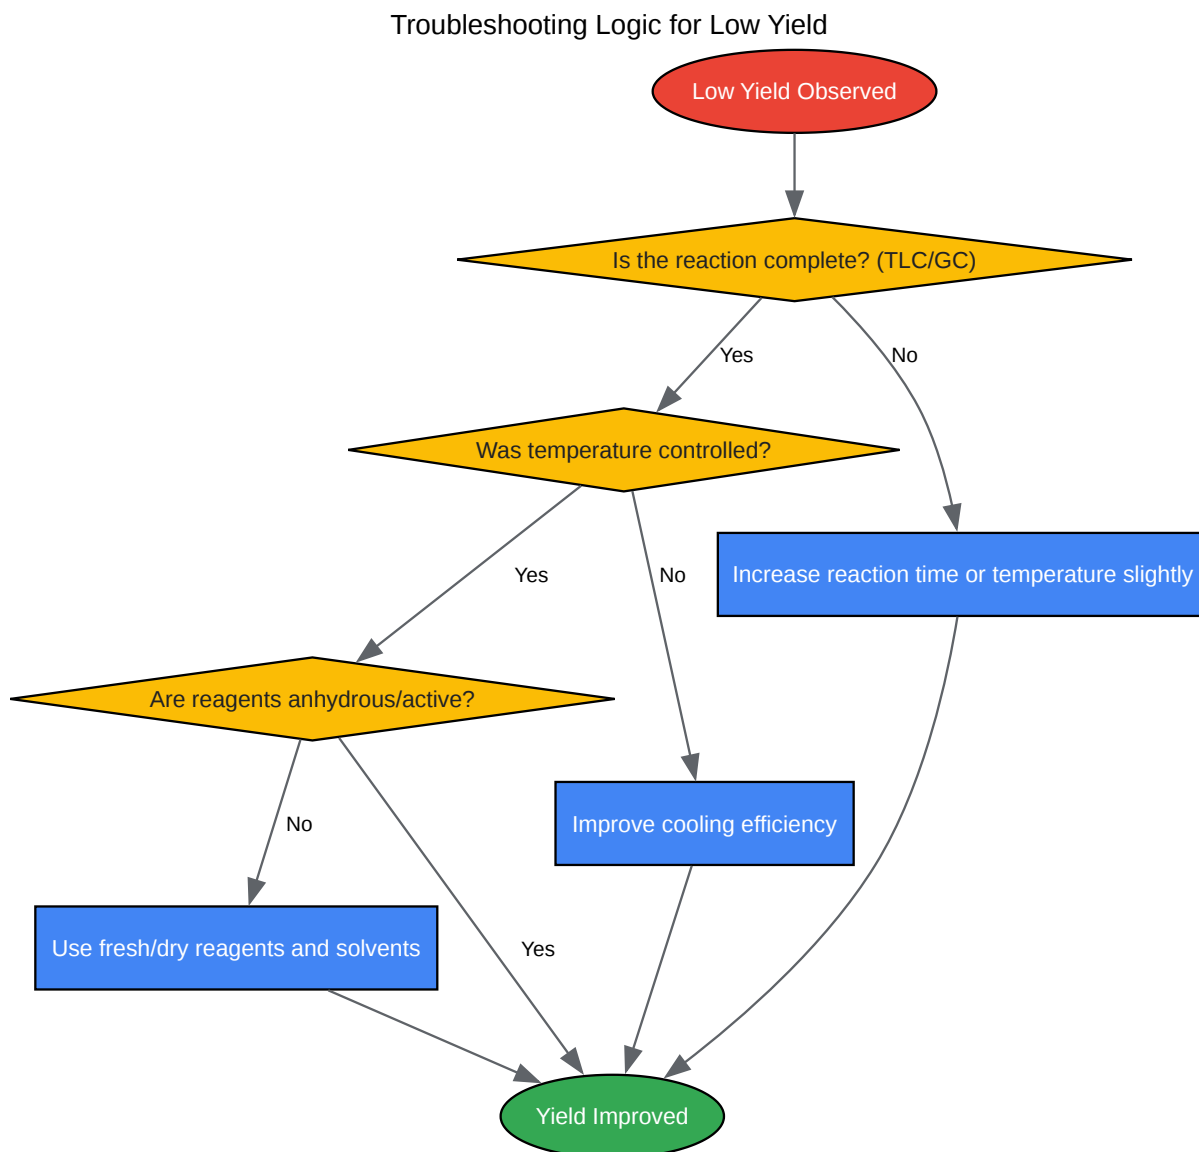 Troubleshooting Logic for Low Yield
Low Yield Observed
Is the reaction complete? (TLC/GC)
Yes
No
Was temperature controlled?
Yes
No
Increase reaction time or temperature slightly
Are reagents anhydrous/active?
No
Improve cooling efficiency
Use fresh/dry reagents and solvents
Yes
Yield Improved